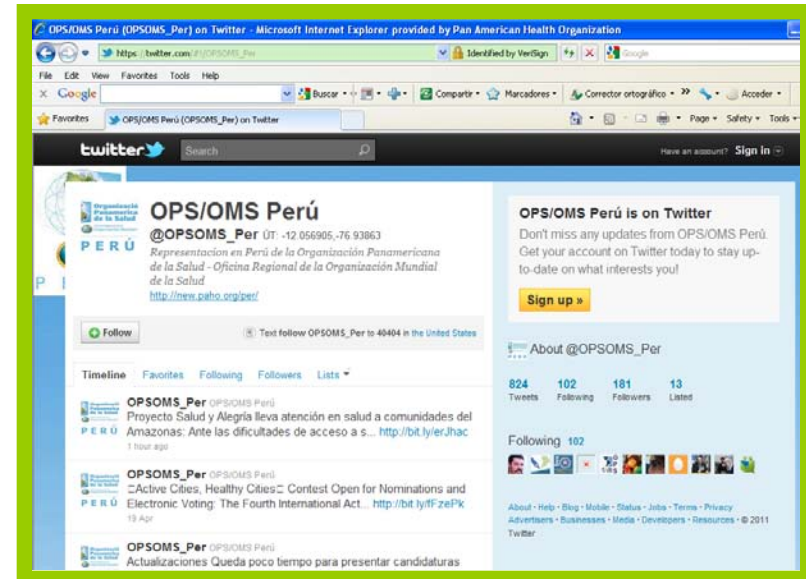 OPS/OMS Perú (OPSOMS_Per) on Twitter - Microsoft Internet Explorer provided by Pan American Health Organization
https://twitter.com/#!/OPSOMS_Per
Identified by VeriSign
Google
File Edit View Favorites Tools Help
x Google
Buscar
Compartir
Marcadores
Corrector ortográfico
Acceder
Favorites
OPS/OMS Perú (OPSOMS_Per) on Twitter
Page Safety Tools
twitter
Search
Have an account? Sign in
OPS/OMS Perú
@OPSOMS_Per ÜT: -12.056905,-76.93863
Representacion en Perú de la Organización Panamericana
de la Salud - Oficina Regional de la Organización Mundial
de la Salud
http://new.paho.org/per/
PERÚ
Follow
Text follow OPSOMS_Per to 40404 in the United States
Timeline Favorites Following Followers Lists
OPSOMS_Per OPS/OMS Perú
Proyecto Salud y Alegría lleva atención en salud a comunidades del
Amazonas: Ante las dificultades de acceso a s... http://bit.ly/erJhac
1 hour ago
PERÚ
OPSOMS_Per OPS/OMS Perú
Active Cities, Healthy Cities Contest Open for Nominations and
Electronic Voting: The Fourth International Act... http://bit.ly/fFzePk
19 Apr
PERÚ
OPSOMS_Per OPS/OMS Perú
Actualizaciones Queda poco tiempo para presentar candidaturas
OPS/OMS Perú is on Twitter
Don't miss any updates from OPS/OMS Perú.
Get your account on Twitter today to stay up-
to-date on what interests you!
Sign up »
About @OPSOMS_Per
824 102 181 13
Tweets Following Followers Listed
Following 102
About · Help · Blog · Mobile · Status · Jobs · Terms · Privacy
Advertisers · Businesses · Media · Developers · Resources · © 2011
Twitter